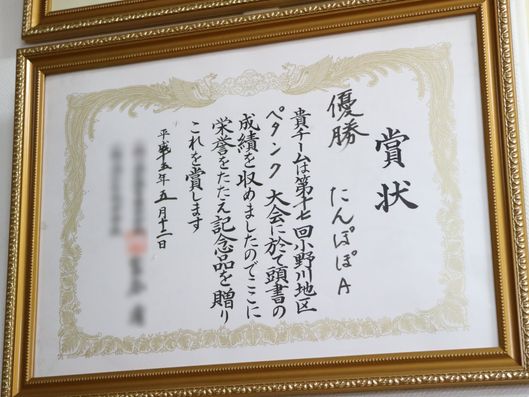 賞状
優勝 たんぽぽA
貴チームは第十七回小野川地区
ペタンク大会に於て頭書の
成績を収めましたのでここに
栄誉をたたえ記念品を贈り
これを賞します
平成十五年五月十一日